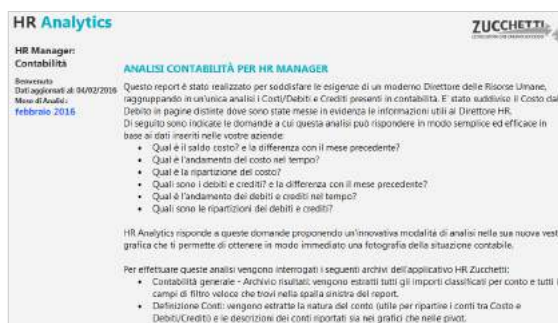 HR Analytics
ZUCCHETTI
HR Manager:
Contabilità
Benvenuto
Dati aggiornati al: 04/02/2016
Mese di Analisi:
febbraio 2016
ANALISI CONTABILITÀ PER HR MANAGER
Questo report è stato realizzato per soddisfare le esigenze di un moderno Direttore delle Risorse Umane,
raggruppando in un'unica analisi i Costi/Debiti e Crediti presenti in contabilità. E' stato suddiviso il Costo dal
Debito in pagine distinte dove sono state messe in evidenza le informazioni utili al Direttore HR.
Di seguito sono indicate le domande a cui questa analisi può rispondere in modo semplice ed efficace in
base ai dati inseriti nelle vostre aziende:
• Qual è il saldo costo? e la differenza con il mese precedente?
• Qual è l'andamento del costo nel tempo?
• Qual è la ripartizione del costo?
• Quali sono i debiti e crediti? e la differenza con il mese precedente?
• Qual è l'andamento dei debiti e crediti nel tempo?
• Quali sono le ripartizioni dei debiti e crediti?
HR Analytics risponde a queste domande proponendo un'innovativa modalità di analisi nella sua nuova vest
grafica che ti permette di ottenere in modo immediato una fotografia della situazione contabile.
Per effettuare queste analisi vengono interrogati i seguenti archivi dell'applicativo HR Zucchetti:
• Contabilità generale - Archivio risultati: vengono estratti tutti gli importi classificati per conto e tutti i
campi di filtro veloce che trovi nella spalla sinistra del report.
• Definizione Conti: vengono estratte la natura del conto (utile per ripartire i conti tra Costo e
Debiti/Crediti) e le descrizioni dei conti riportati sia nei grafici che nelle pivot.